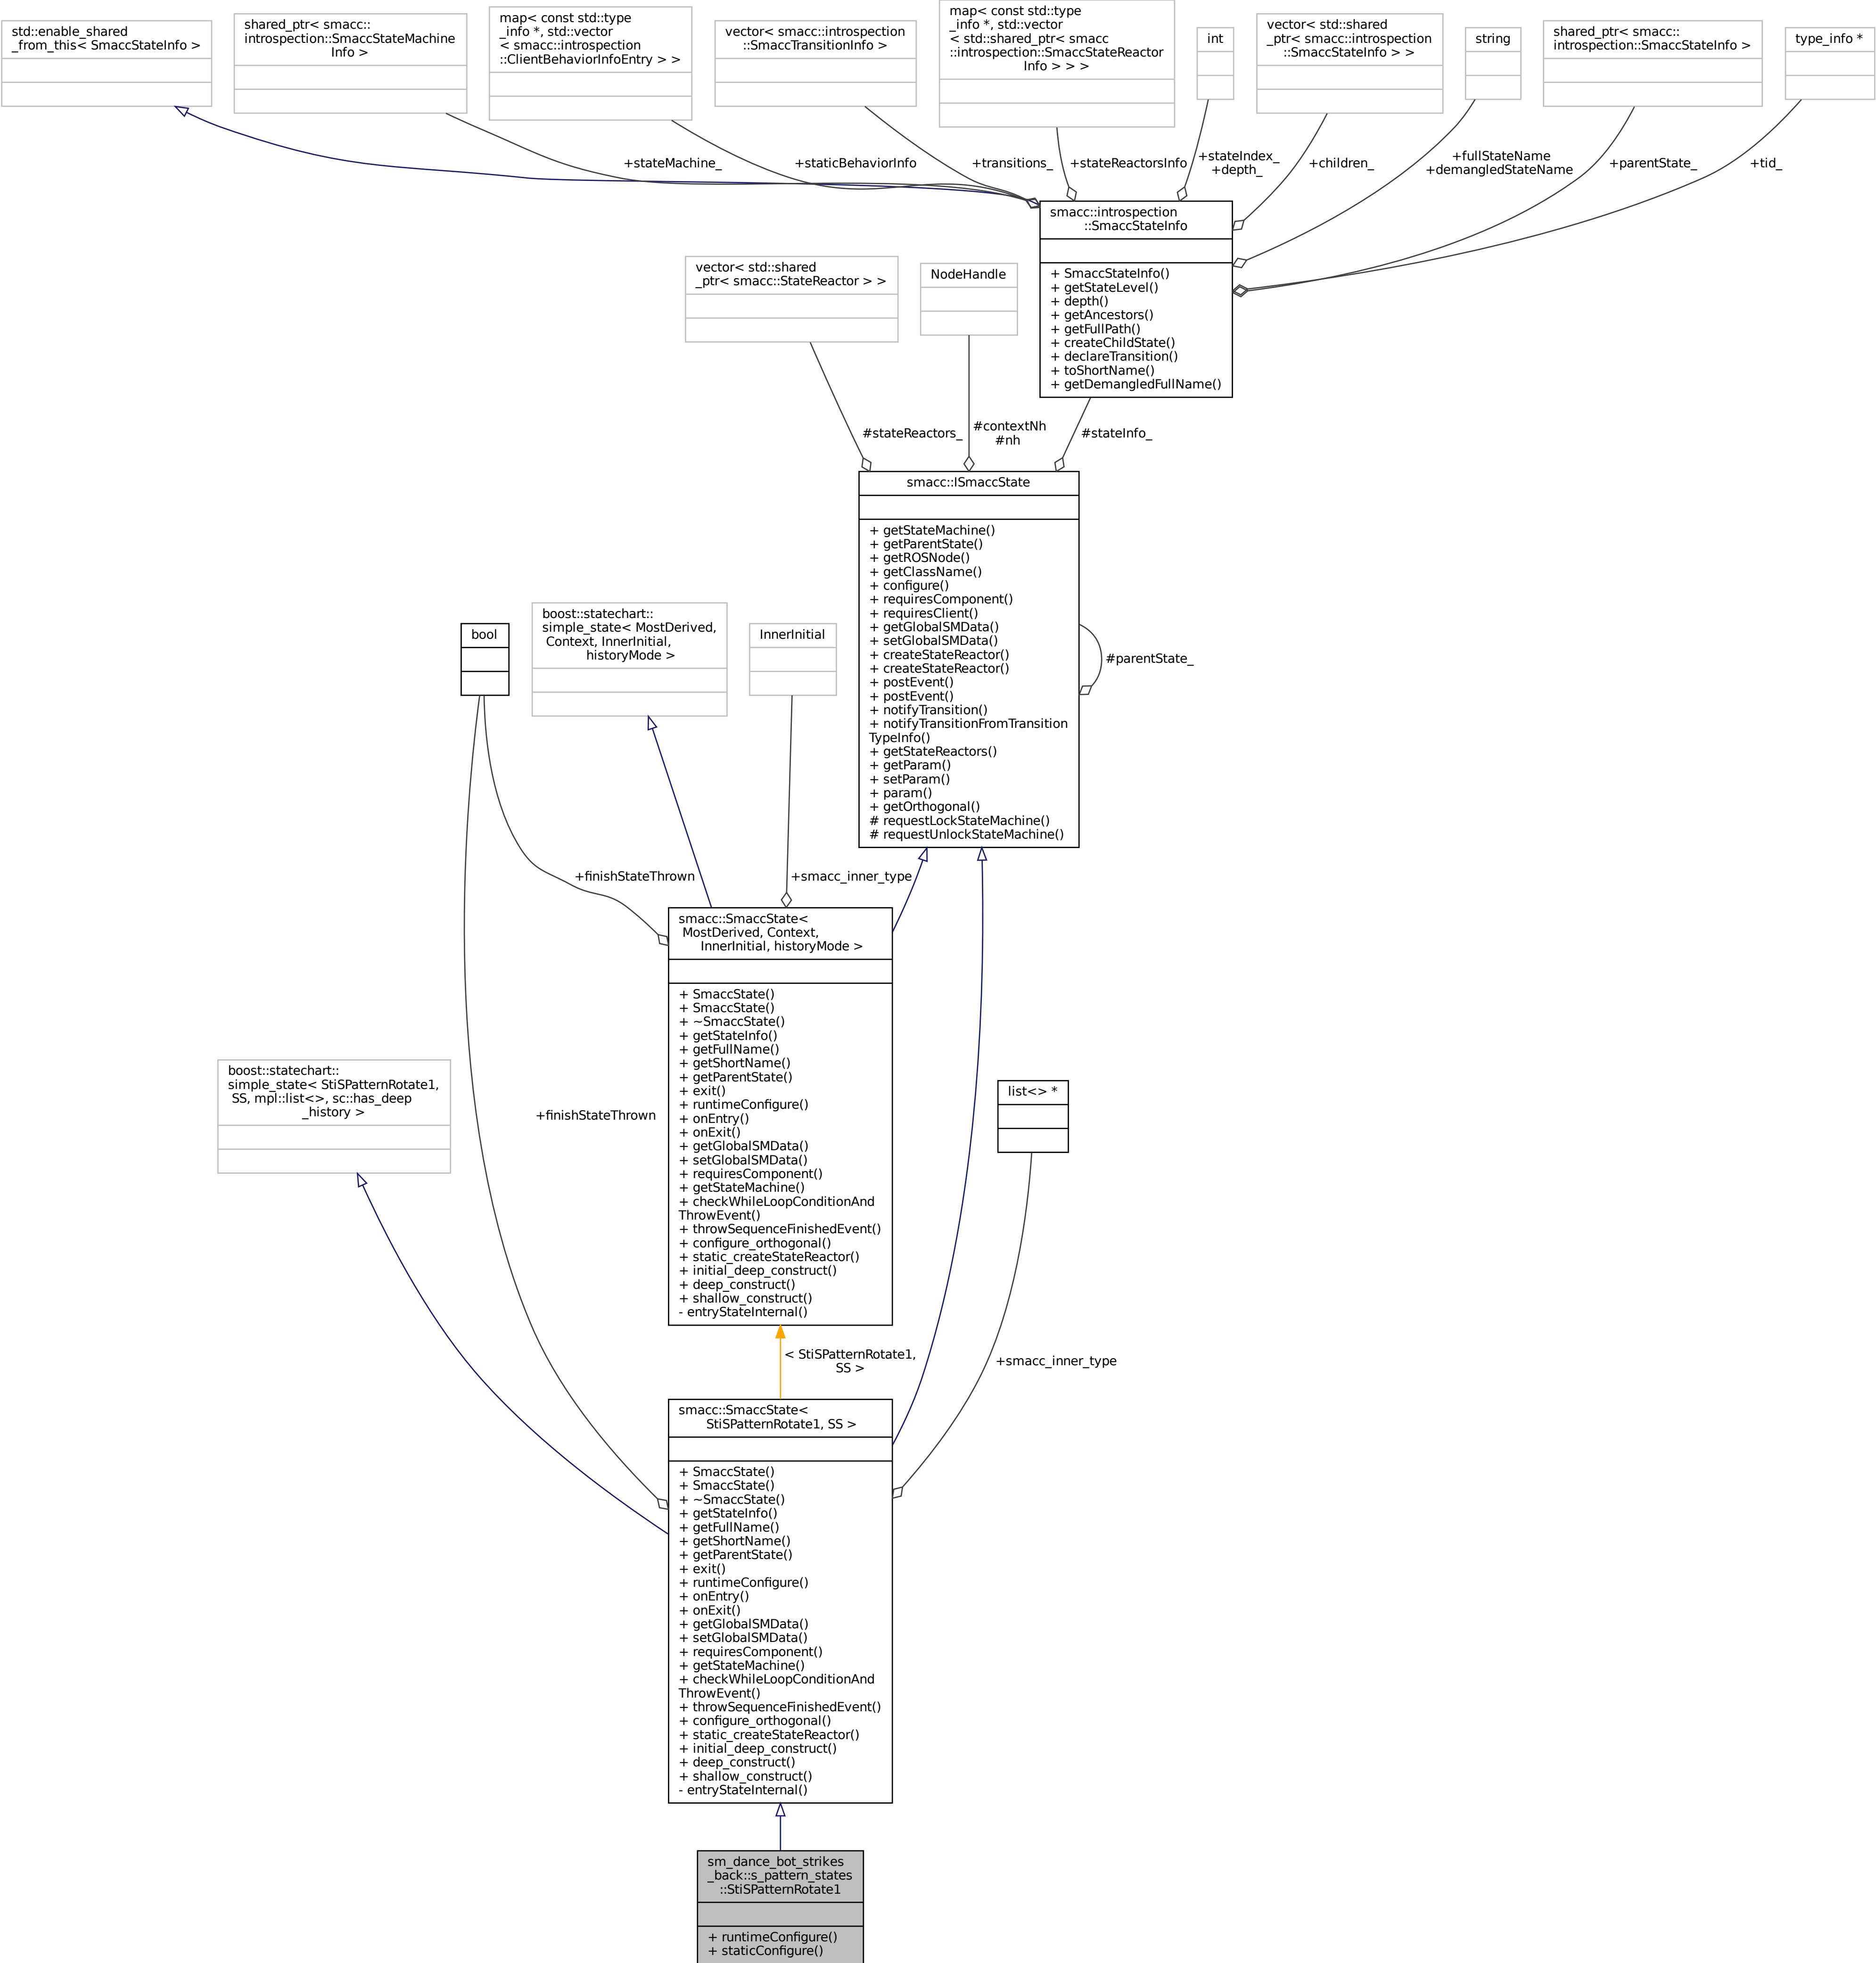 std::enable_shared
_from_this< SmaccStateInfo >
shared_ptr< smacc::
introspection::SmaccStateMachine
Info >
map< const std::type
_info *, std::vector
< smacc::introspection
::ClientBehaviorInfoEntry > >
vector< smacc::introspection
::SmaccTransitionInfo >
map< const std::type
_info *, std::vector
< std::shared_ptr< smacc
::introspection::SmaccStateReactor
Info > > >
int
vector< std::shared
_ptr< smacc::introspection
::SmaccStateInfo > >
string
shared_ptr< smacc::
introspection::SmaccStateInfo >
type_info *
+stateMachine_
+staticBehaviorInfo
+transitions_
+stateReactorsInfo
+stateIndex_
+depth_
+children_
+fullStateName
+demangledStateName
+parentState_
+tid_
smacc::introspection
::SmaccStateInfo
+ SmaccStateInfo()
+ getStateLevel()
+ depth()
+ getAncestors()
+ getFullPath()
+ createChildState()
+ declareTransition()
+ toShortName()
+ getDemangledFullName()
vector< std::shared
_ptr< smacc::StateReactor > >
NodeHandle
#stateReactors_
#contextNh
#nh
#stateInfo_
smacc::ISmaccState
+ getStateMachine()
+ getParentState()
+ getROSNode()
+ getClassName()
+ configure()
+ requiresComponent()
+ requiresClient()
+ getGlobalSMData()
+ setGlobalSMData()
+ createStateReactor()
+ createStateReactor()
+ postEvent()
+ postEvent()
+ notifyTransition()
+ notifyTransitionFromTransition
TypeInfo()
+ getStateReactors()
+ getParam()
+ setParam()
+ param()
+ getOrthogonal()
# requestLockStateMachine()
# requestUnlockStateMachine()
#parentState_
bool
boost::statechart::
simple_state< MostDerived,
Context, InnerInitial,
historyMode >
InnerInitial
+finishStateThrown
+smacc_inner_type
smacc::SmaccState<
MostDerived, Context,
InnerInitial, historyMode >
+ SmaccState()
+ SmaccState()
+ ~SmaccState()
+ getStateInfo()
+ getFullName()
+ getShortName()
+ getParentState()
+ exit()
+ runtimeConfigure()
+ onEntry()
+ onExit()
+ getGlobalSMData()
+ setGlobalSMData()
+ requiresComponent()
+ getStateMachine()
+ checkWhileLoopConditionAnd
ThrowEvent()
+ throwSequenceFinishedEvent()
+ configure_orthogonal()
+ static_createStateReactor()
+ initial_deep_construct()
+ deep_construct()
+ shallow_construct()
- entryStateInternal()
boost::statechart::
simple_state< StiSPatternRotate1,
SS, mpl::list<>, sc::has_deep
_history >
+finishStateThrown
list<> *
< StiSPatternRotate1,
SS >
+smacc_inner_type
smacc::SmaccState<
StiSPatternRotate1, SS >
+ SmaccState()
+ SmaccState()
+ ~SmaccState()
+ getStateInfo()
+ getFullName()
+ getShortName()
+ getParentState()
+ exit()
+ runtimeConfigure()
+ onEntry()
+ onExit()
+ getGlobalSMData()
+ setGlobalSMData()
+ requiresComponent()
+ getStateMachine()
+ checkWhileLoopConditionAnd
ThrowEvent()
+ throwSequenceFinishedEvent()
+ configure_orthogonal()
+ static_createStateReactor()
+ initial_deep_construct()
+ deep_construct()
+ shallow_construct()
- entryStateInternal()
sm_dance_bot_strikes
_back::s_pattern_states
::StiSPatternRotate1
+ runtimeConfigure()
+ staticConfigure()